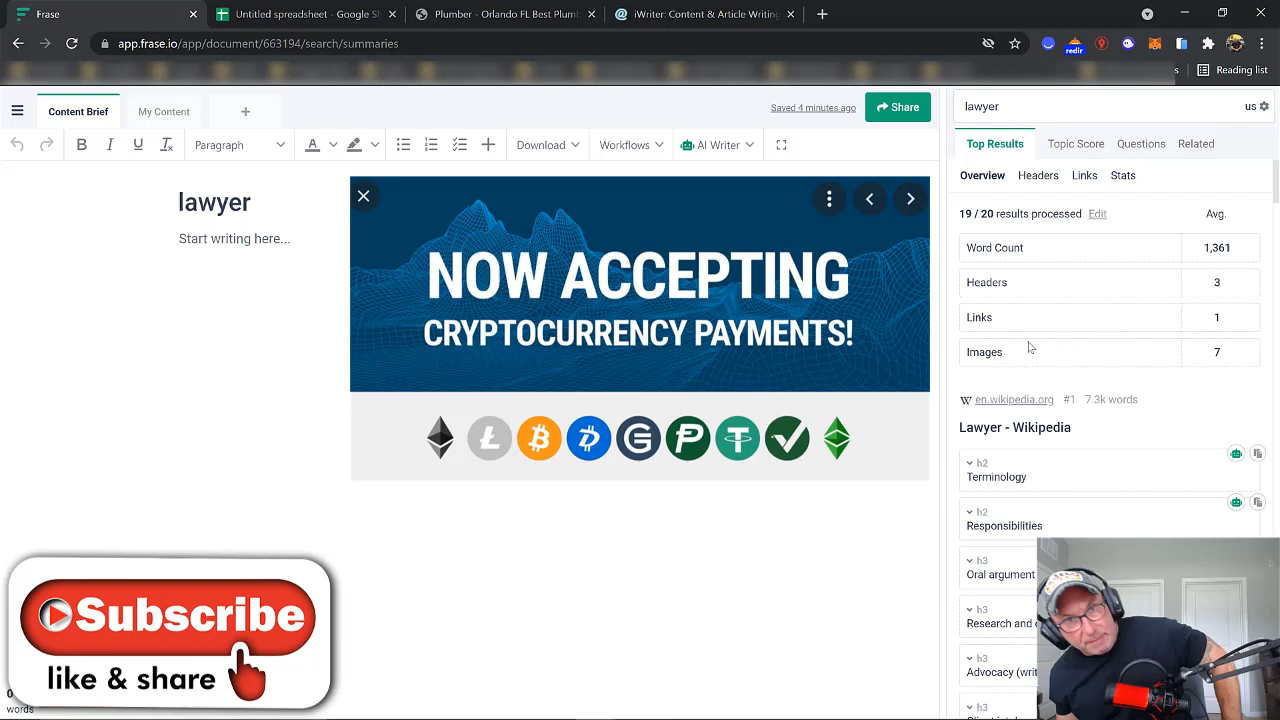 Frase
Untitled spreadsheet - Google Sh
Plumber - Orlando FL Best Plumb
iWriter: Content & Article Writing
app.frase.io/document/663194/search/summaries
redir
Reading list
Content Brief
My Content
Saved 4 minutes ago
Share
lawyer
us
B I U Tx
Paragraph
A
Download
Workflows
AI Writer
Top Results
Topic Score
Questions
Related
Overview
Headers
Links
Stats
lawyer
Start writing here...
NOW ACCEPTING
CRYPTOCURRENCY PAYMENTS!
19 / 20 results processed Edit
Avg.
Word Count
1,361
Headers
3
Links
1
Images
7
W en.wikipedia.org #1 7.3k words
Lawyer - Wikipedia
h2
Terminology
h2
Responsibilities
h3
Oral argument
h3
Research and
h3
Advocacy (writ
Subscribe
like & share
words